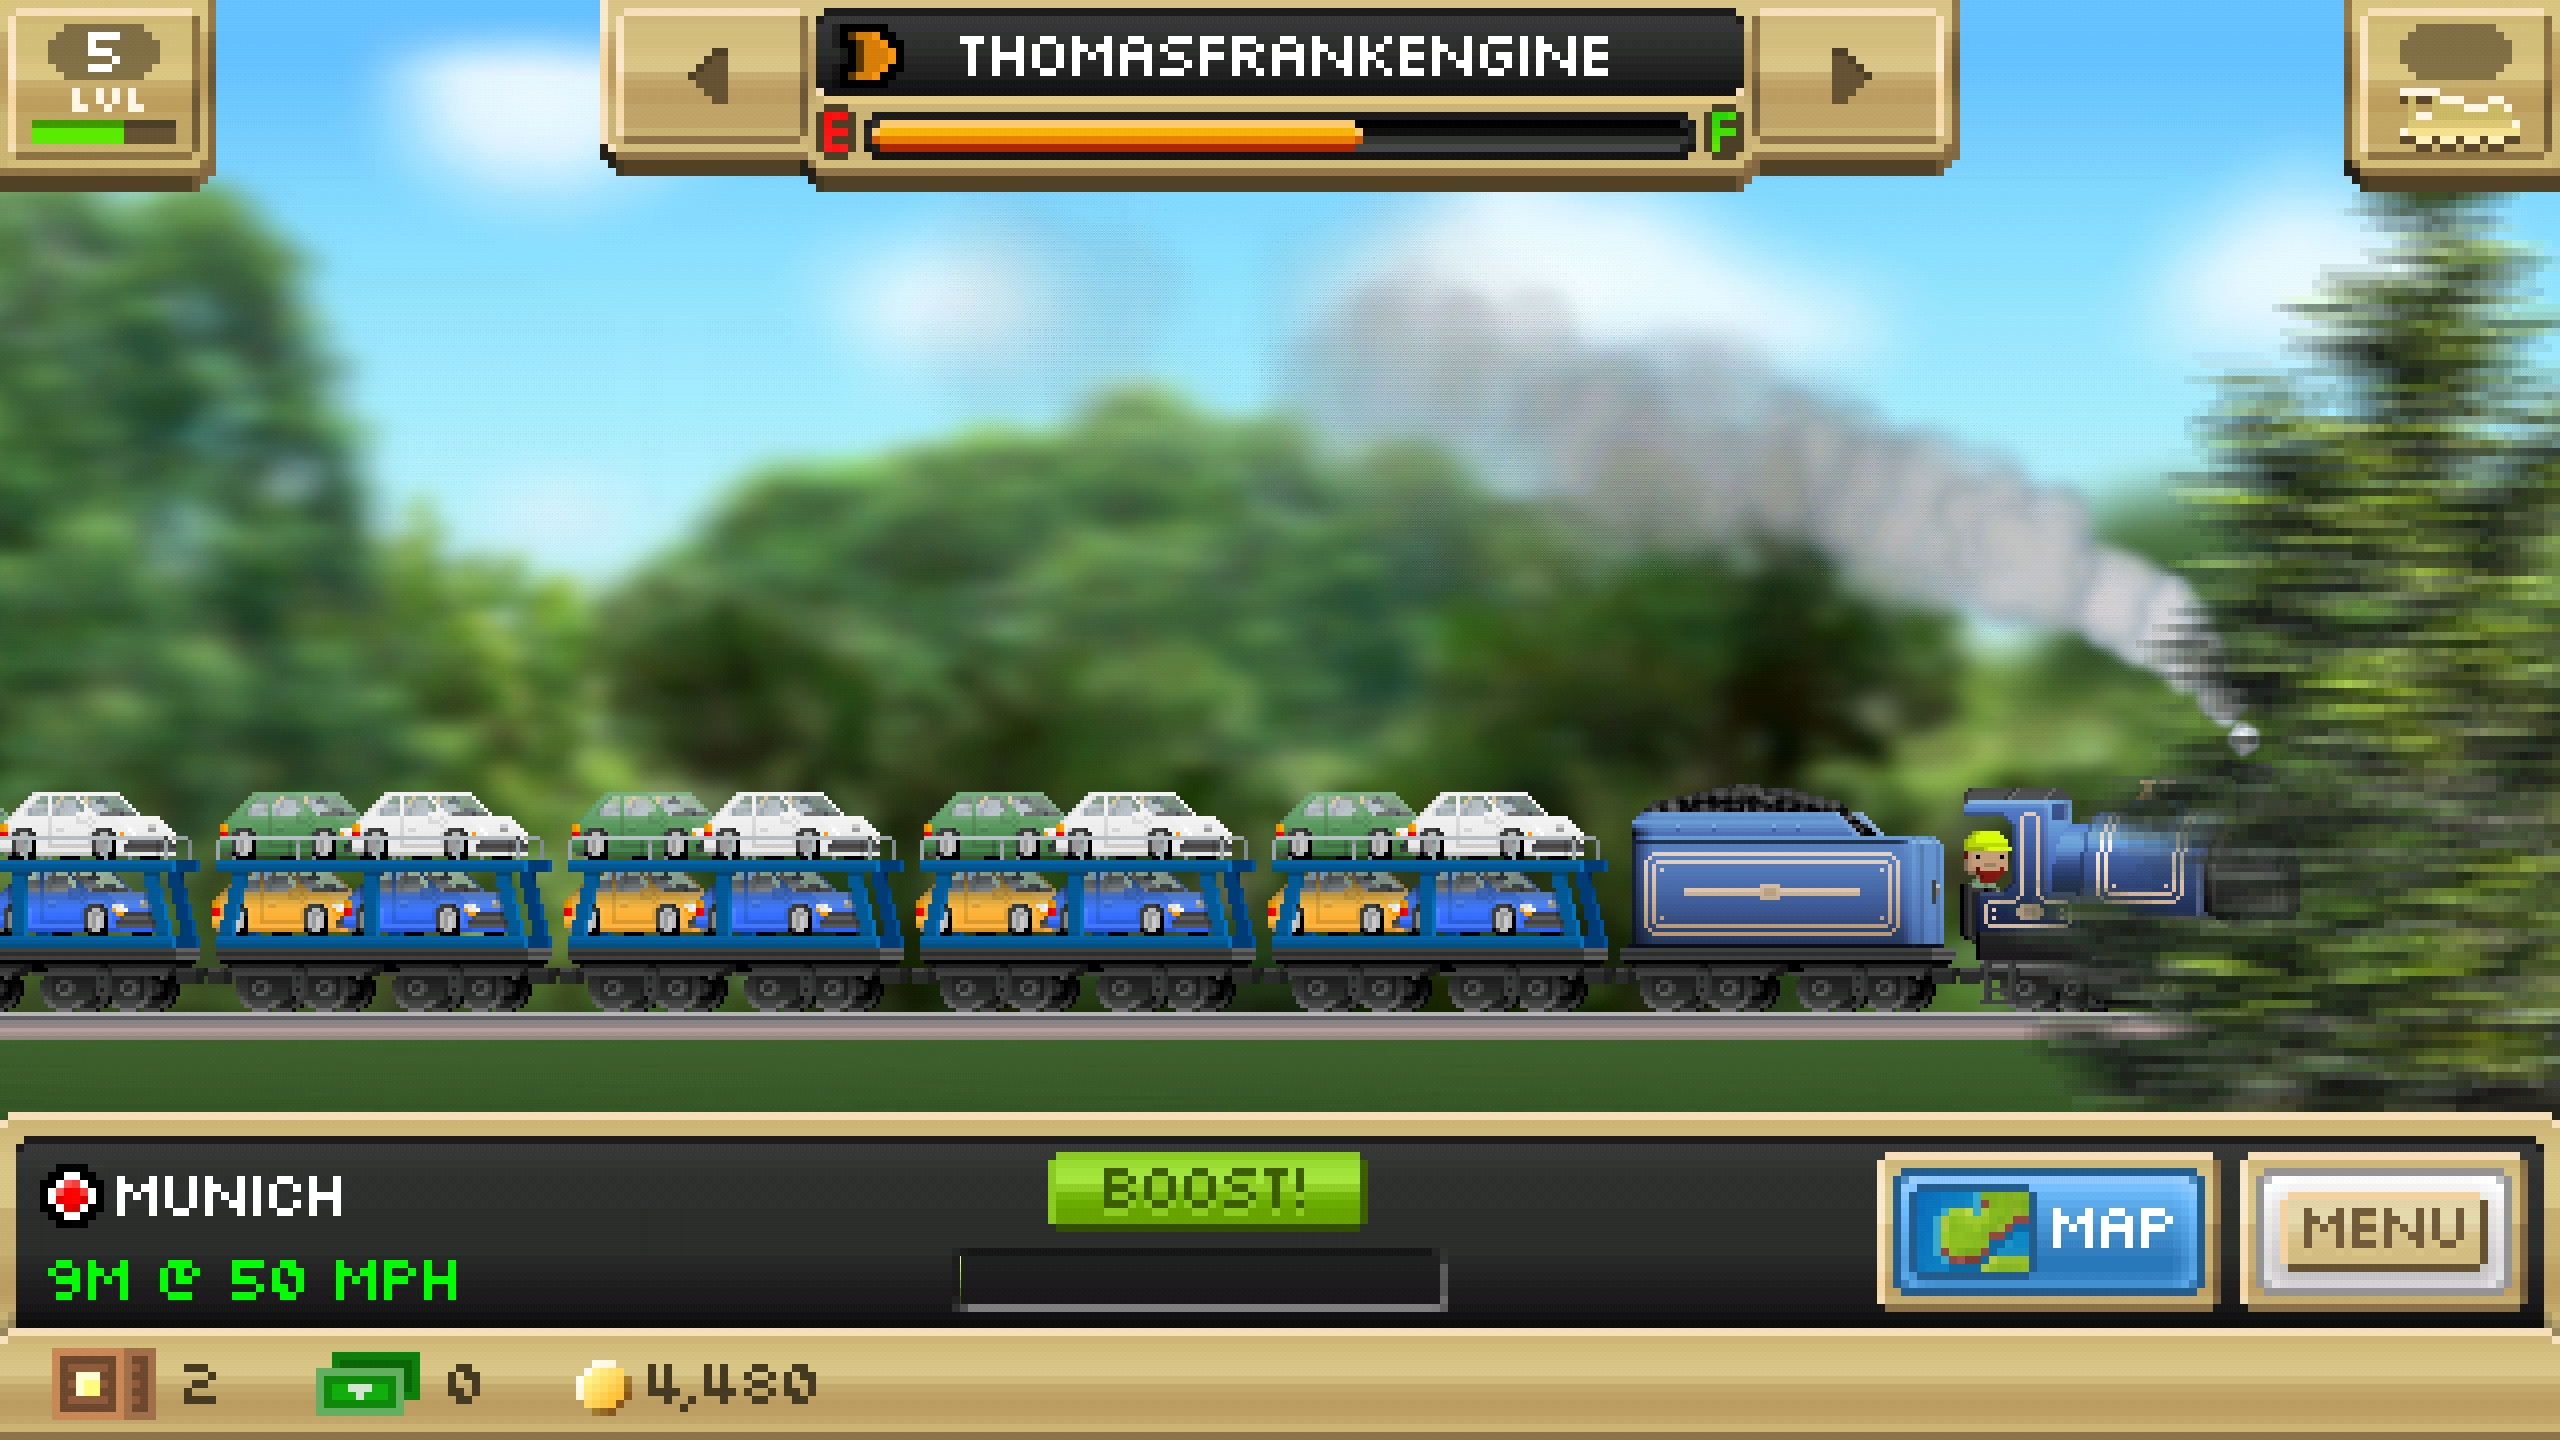 5
LVL
THOMASFRANKENGINE
E F
MUNICH
9M @ 50 MPH
BOOST!
MAP
MENU
2
0
4,480